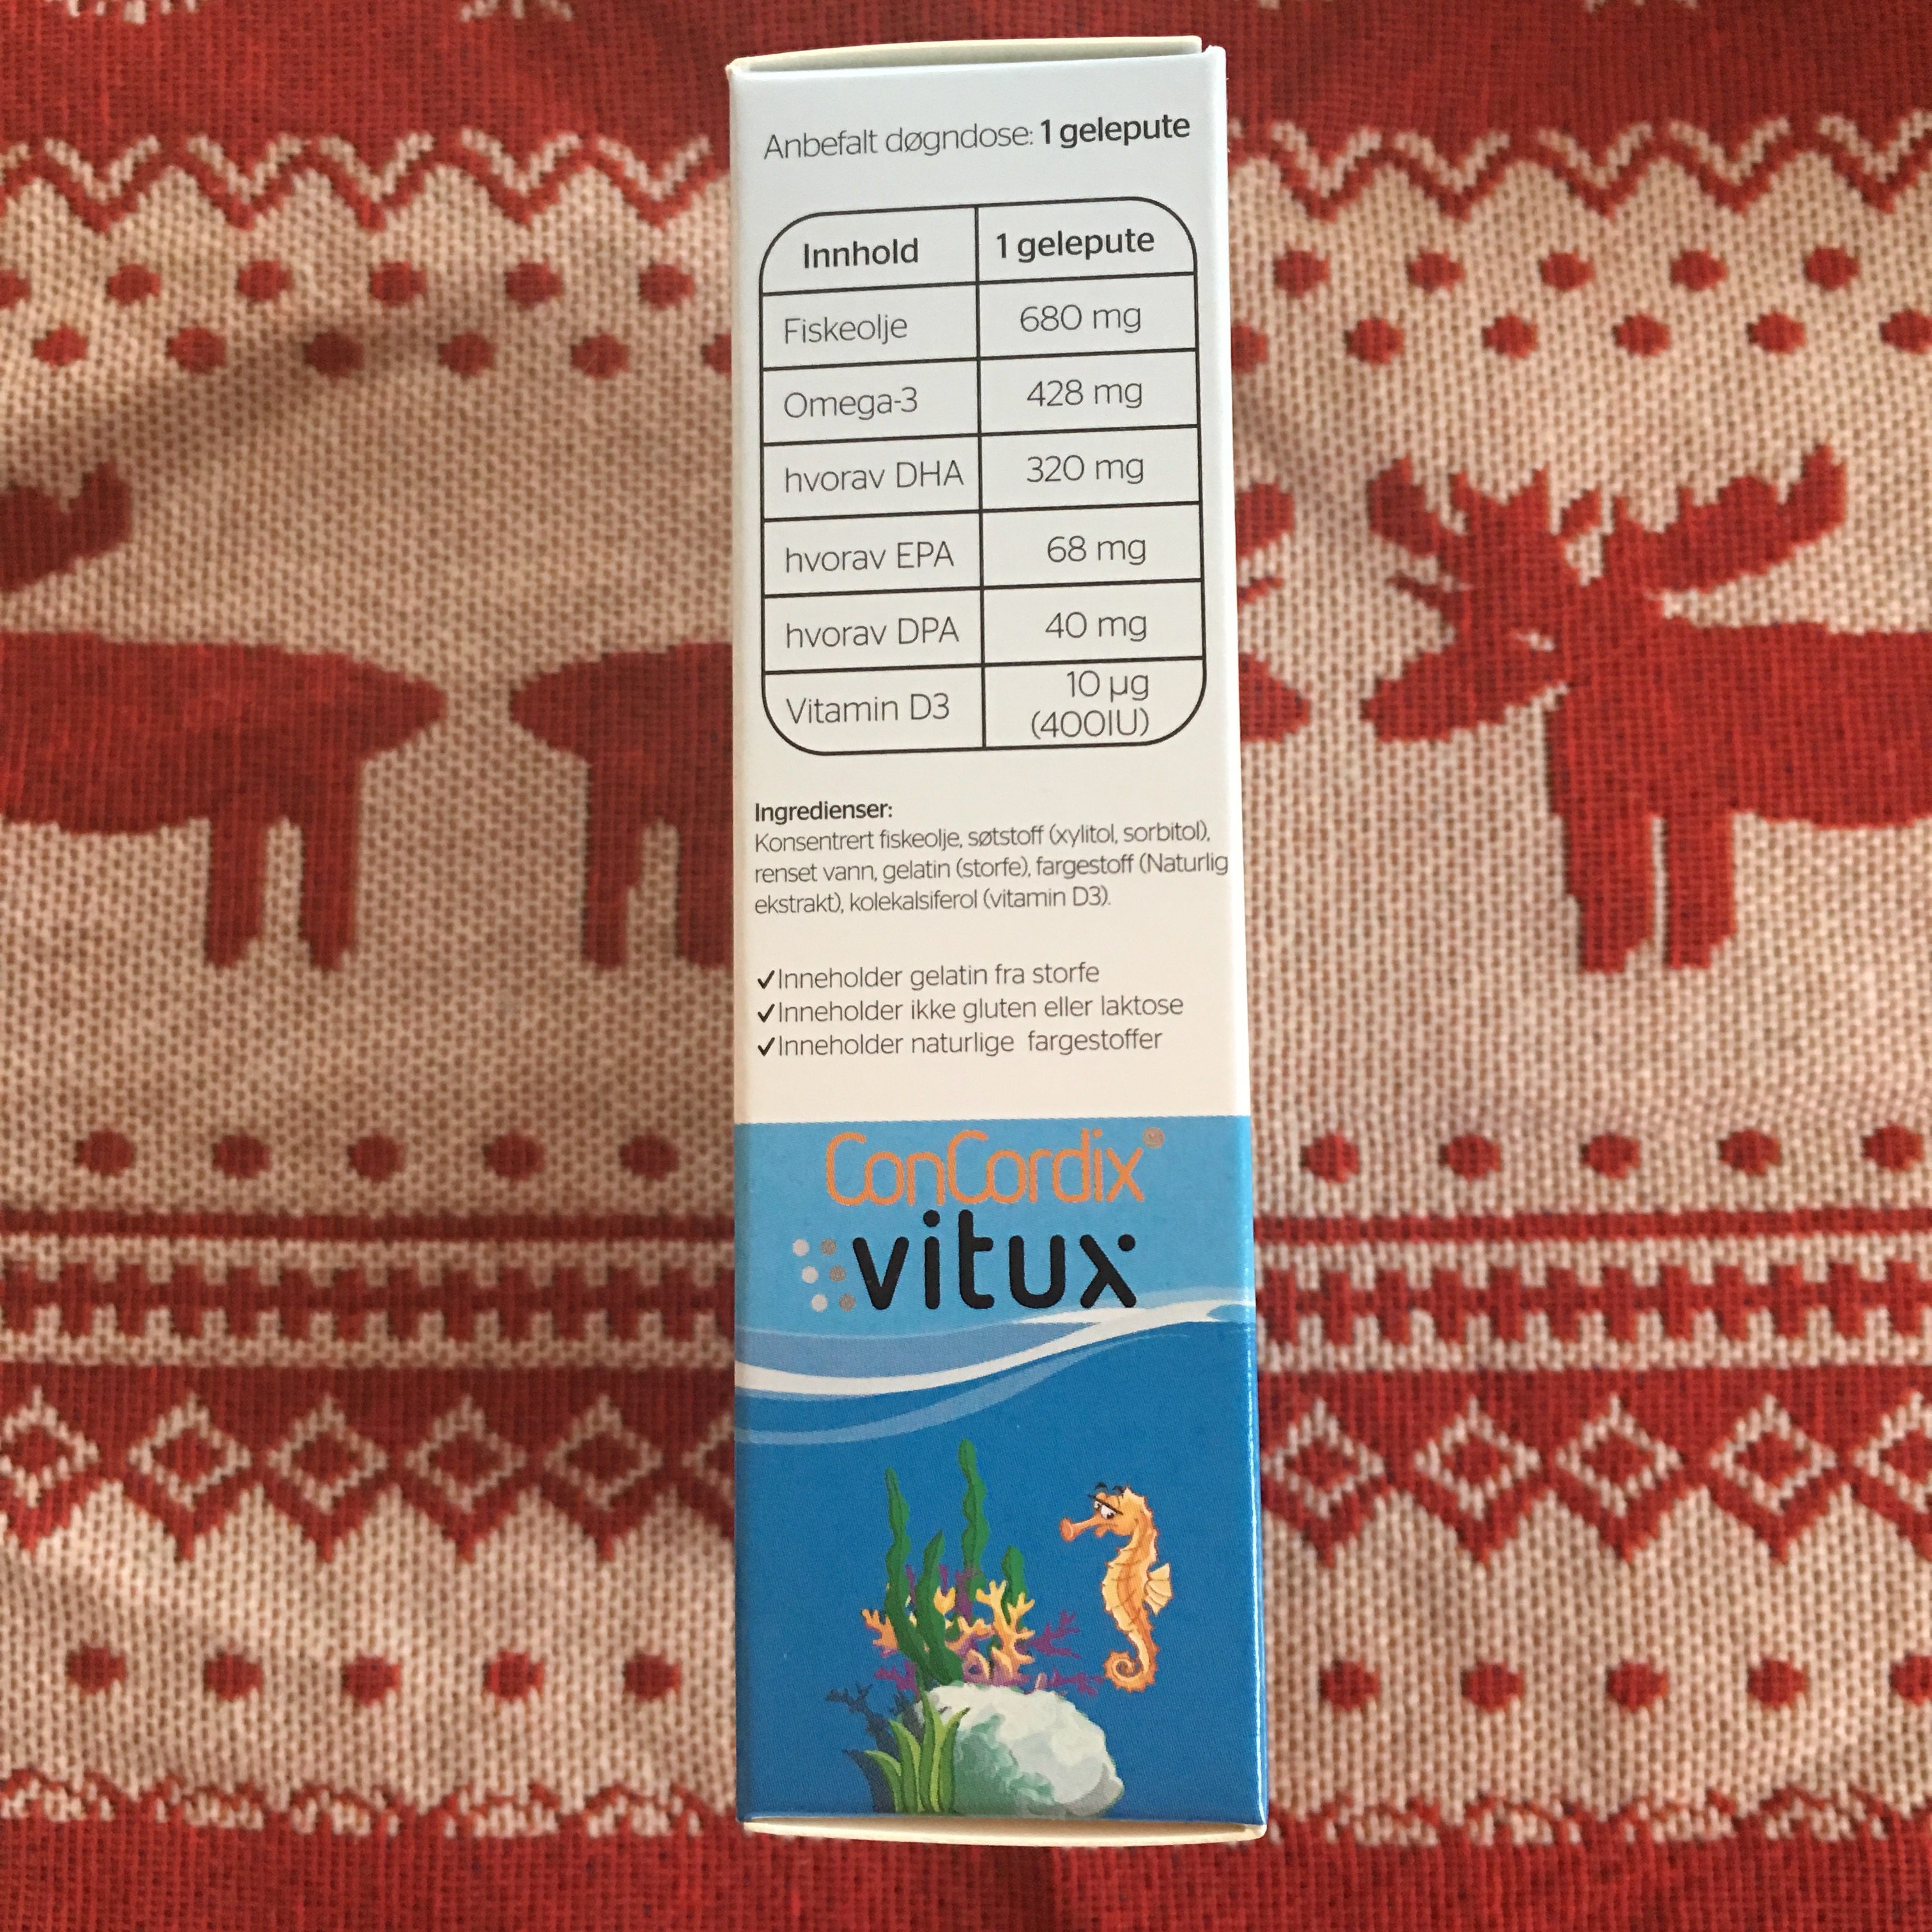 Anbefalt døgndose: 1 gelepute
Innhold 1 gelepute
Fiskeolje 680 mg
Omega-3 428 mg
hvorav DHA 320 mg
hvorav EPA 68 mg
hvorav DPA 40 mg
Vitamin D3 10 µg
(400IU)
Ingredienser:
Konsentrert fiskeolje, søtstoff (xylitol, sorbitol),
renset vann, gelatin (storfe), fargestoff (Naturlig
ekstrakt), kolekalsiferol (vitamin D3).
✓Inneholder gelatin fra storfe
✓Inneholder ikke gluten eller laktose
✓Inneholder naturlige fargestoffer
ConCordix®
vitux